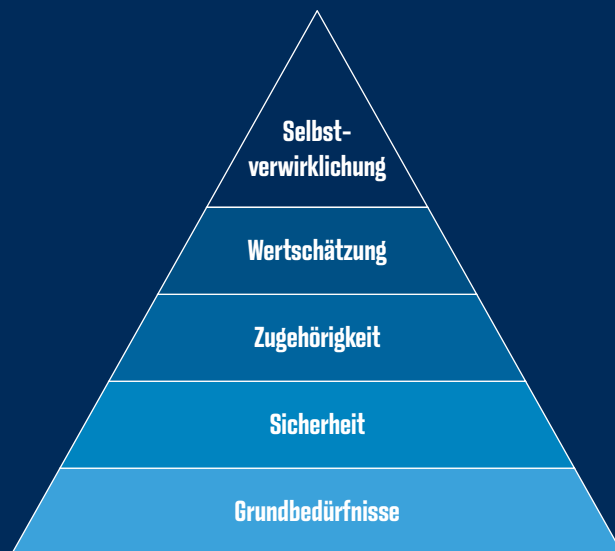 Selbst-
verwirklichung
Wertschätzung
Zugehörigkeit
Sicherheit
Grundbedürfnisse